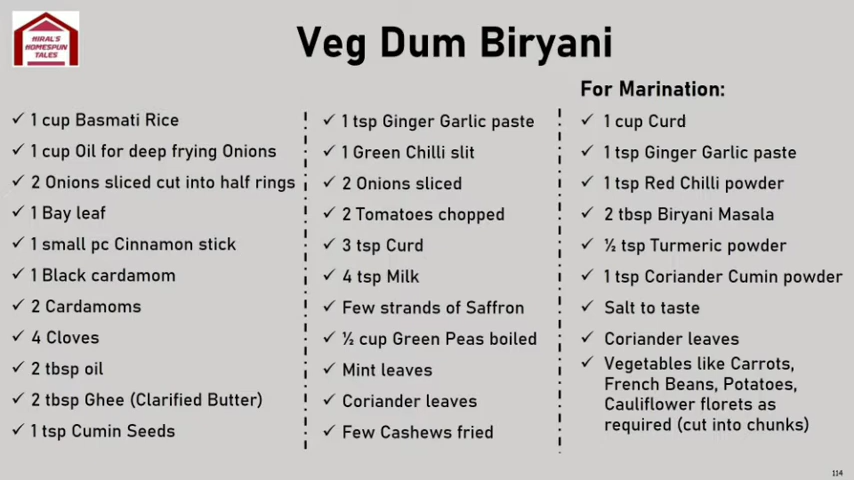 HIRAL'S
HOMESPUN
TALES
Veg Dum Biryani
✓ 1 cup Basmati Rice
✓ 1 cup Oil for deep frying Onions
✓ 2 Onions sliced cut into half rings
✓ 1 Bay leaf
✓ 1 small pc Cinnamon stick
✓ 1 Black cardamom
✓ 2 Cardamoms
✓ 4 Cloves
✓ 2 tbsp oil
✓ 2 tbsp Ghee (Clarified Butter)
✓ 1 tsp Cumin Seeds
✓ 1 tsp Ginger Garlic paste
✓ 1 Green Chilli slit
✓ 2 Onions sliced
✓ 2 Tomatoes chopped
✓ 3 tsp Curd
✓ 4 tsp Milk
✓ Few strands of Saffron
✓ ½ cup Green Peas boiled
✓ Mint leaves
✓ Coriander leaves
✓ Few Cashews fried
For Marination:
✓ 1 cup Curd
✓ 1 tsp Ginger Garlic paste
✓ 1 tsp Red Chilli powder
✓ 2 tbsp Biryani Masala
✓ ½ tsp Turmeric powder
✓ 1 tsp Coriander Cumin powder
✓ Salt to taste
✓ Coriander leaves
✓ Vegetables like Carrots,
French Beans, Potatoes,
Cauliflower florets as
required (cut into chunks)
114